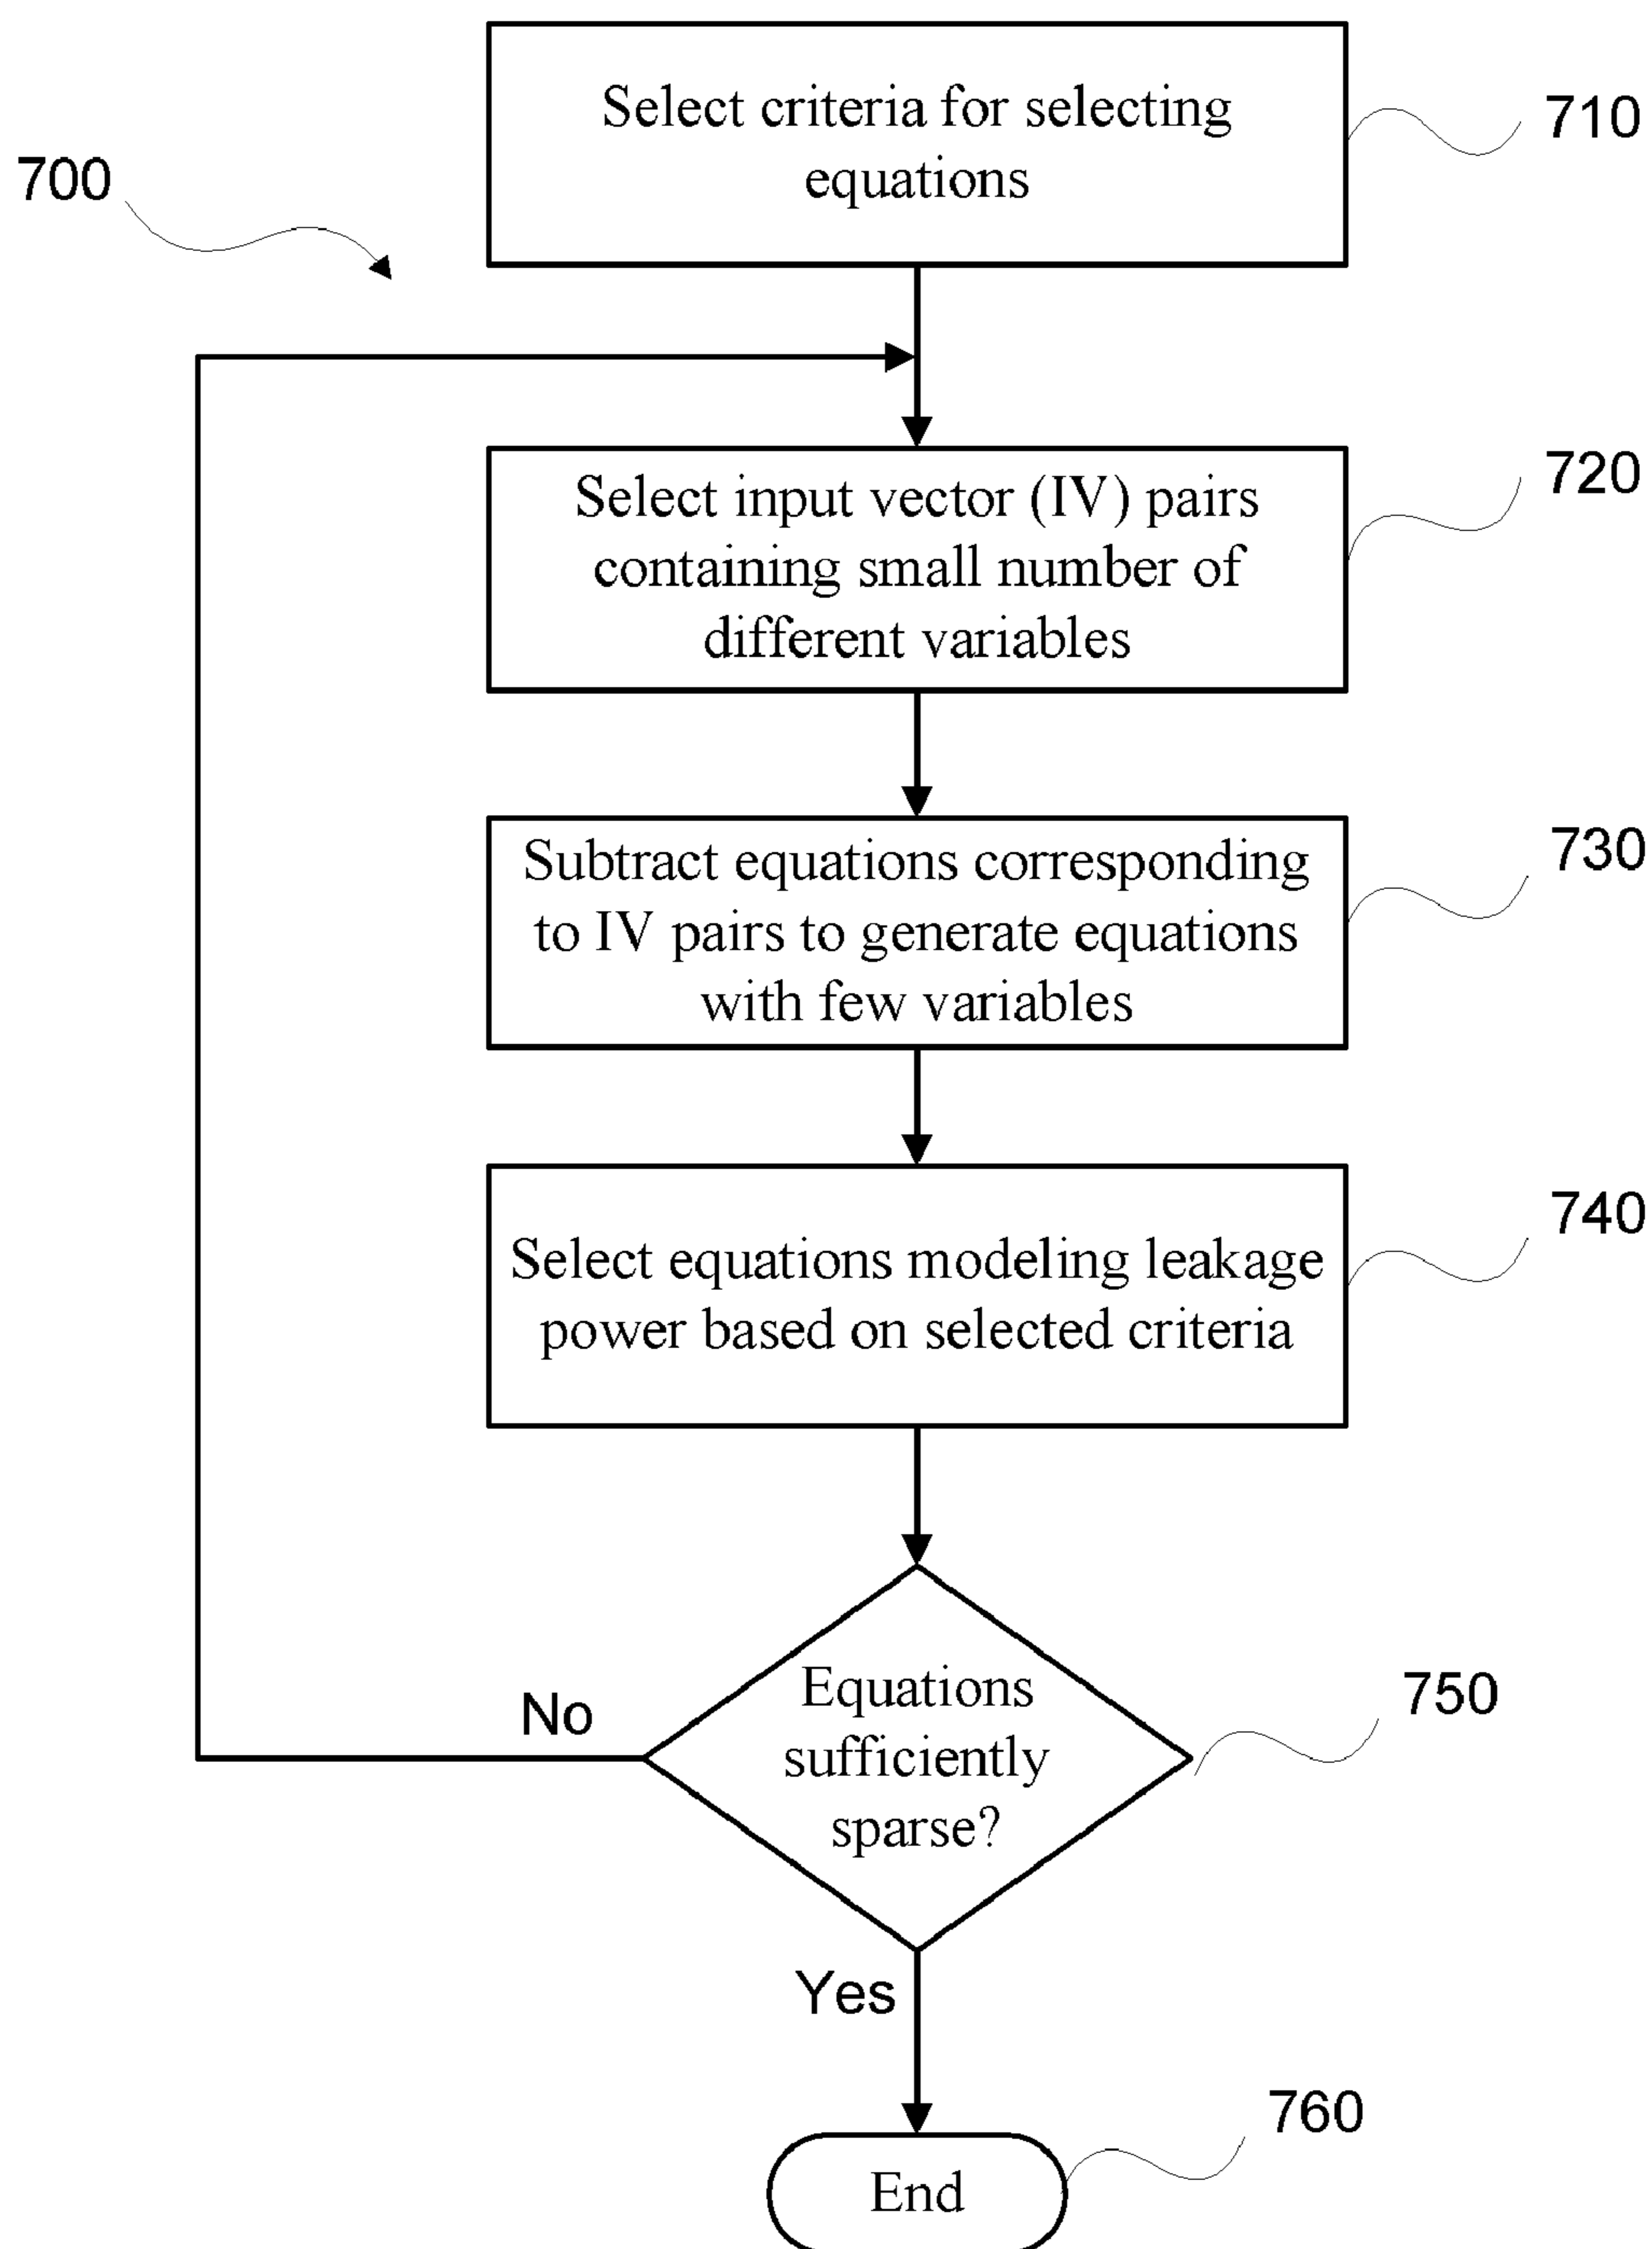 Select criteria for selecting
equations
710
700
Select input vector (IV) pairs
containing small number of
different variables
720
Subtract equations corresponding
to IV pairs to generate equations
with few variables
730
Select equations modeling leakage
power based on selected criteria
740
Equations
sufficiently
sparse?
750
No
Yes
End
760